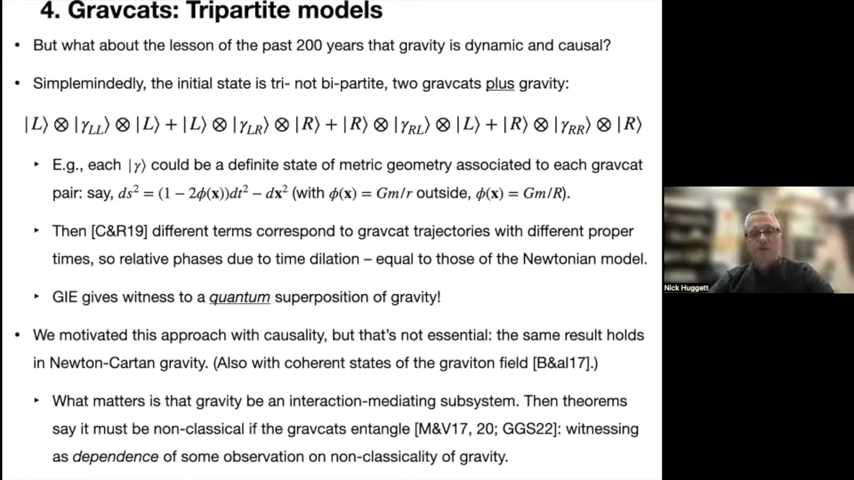 4. Gravcats: Tripartite models
• But what about the lesson of the past 200 years that gravity is dynamic and causal?
• Simplemindedly, the initial state is tri- not bi-partite, two gravcats plus gravity:
|L⟩ ⊗ |γ_LL⟩ ⊗ |L⟩ + |L⟩ ⊗ |γ_LR⟩ ⊗ |R⟩ + |R⟩ ⊗ |γ_RL⟩ ⊗ |L⟩ + |R⟩ ⊗ |γ_RR⟩ ⊗ |R⟩
‣ E.g., each |γ⟩ could be a definite state of metric geometry associated to each gravcat
pair: say, ds² = (1 − 2ϕ(x))dt² − dx² (with ϕ(x) = Gm/r outside, ϕ(x) = Gm/R).
‣ Then [C&R19] different terms correspond to gravcat trajectories with different proper
times, so relative phases due to time dilation – equal to those of the Newtonian model.
‣ GIE gives witness to a quantum superposition of gravity!
• We motivated this approach with causality, but that's not essential: the same result holds
in Newton-Cartan gravity. (Also with coherent states of the graviton field [B&al17].)
‣ What matters is that gravity be an interaction-mediating subsystem. Then theorems
say it must be non-classical if the gravcats entangle [M&V17, 20; GGS22]: witnessing
as dependence of some observation on non-classicality of gravity.
Nick Huggett